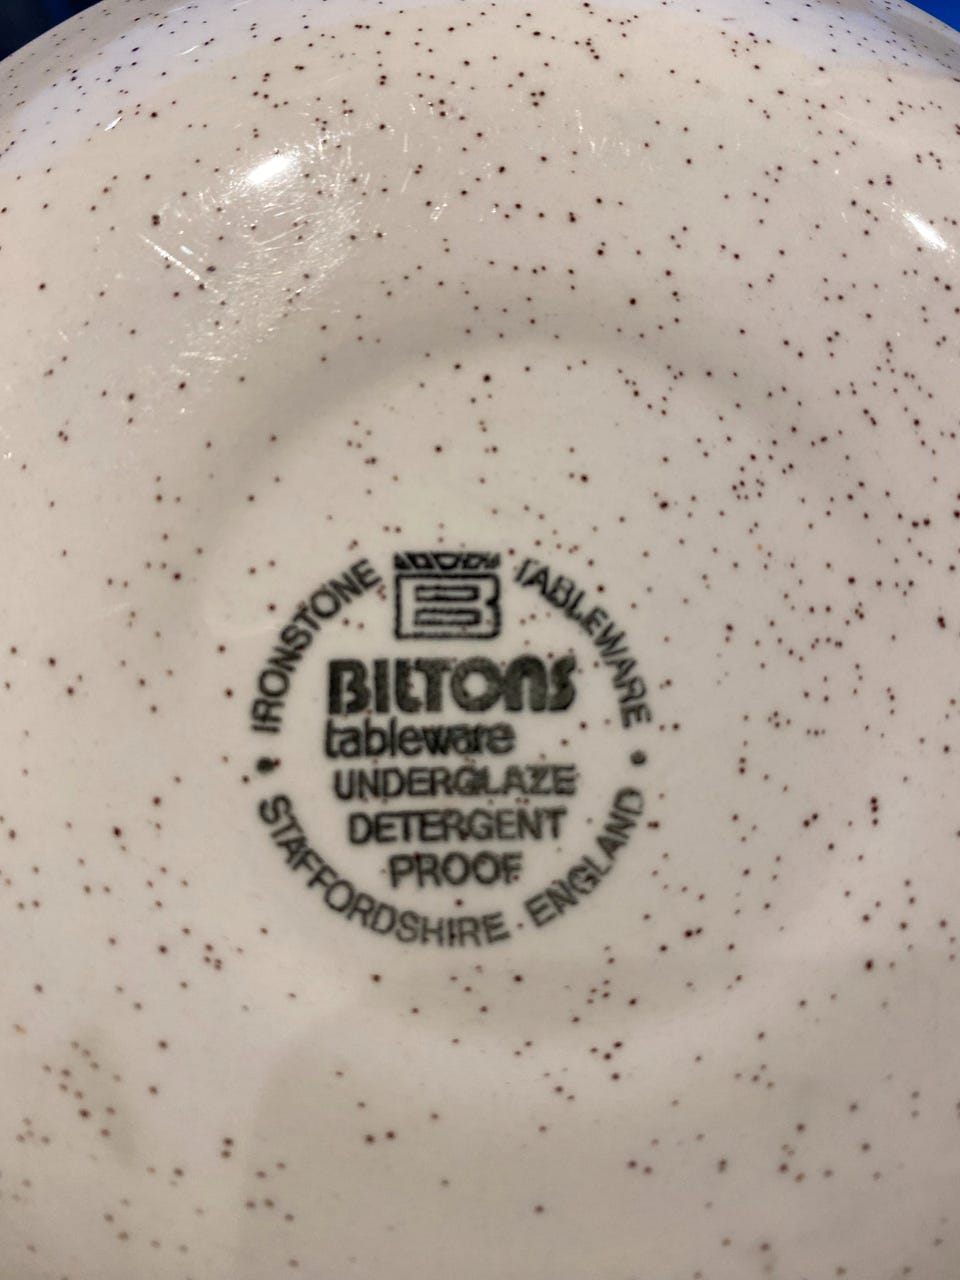 IRONSTONE TABLEWARE
B
BILTONS
tableware
UNDERGLAZE
DETERGENT
PROOF
STAFFORDSHIRE · ENGLAND